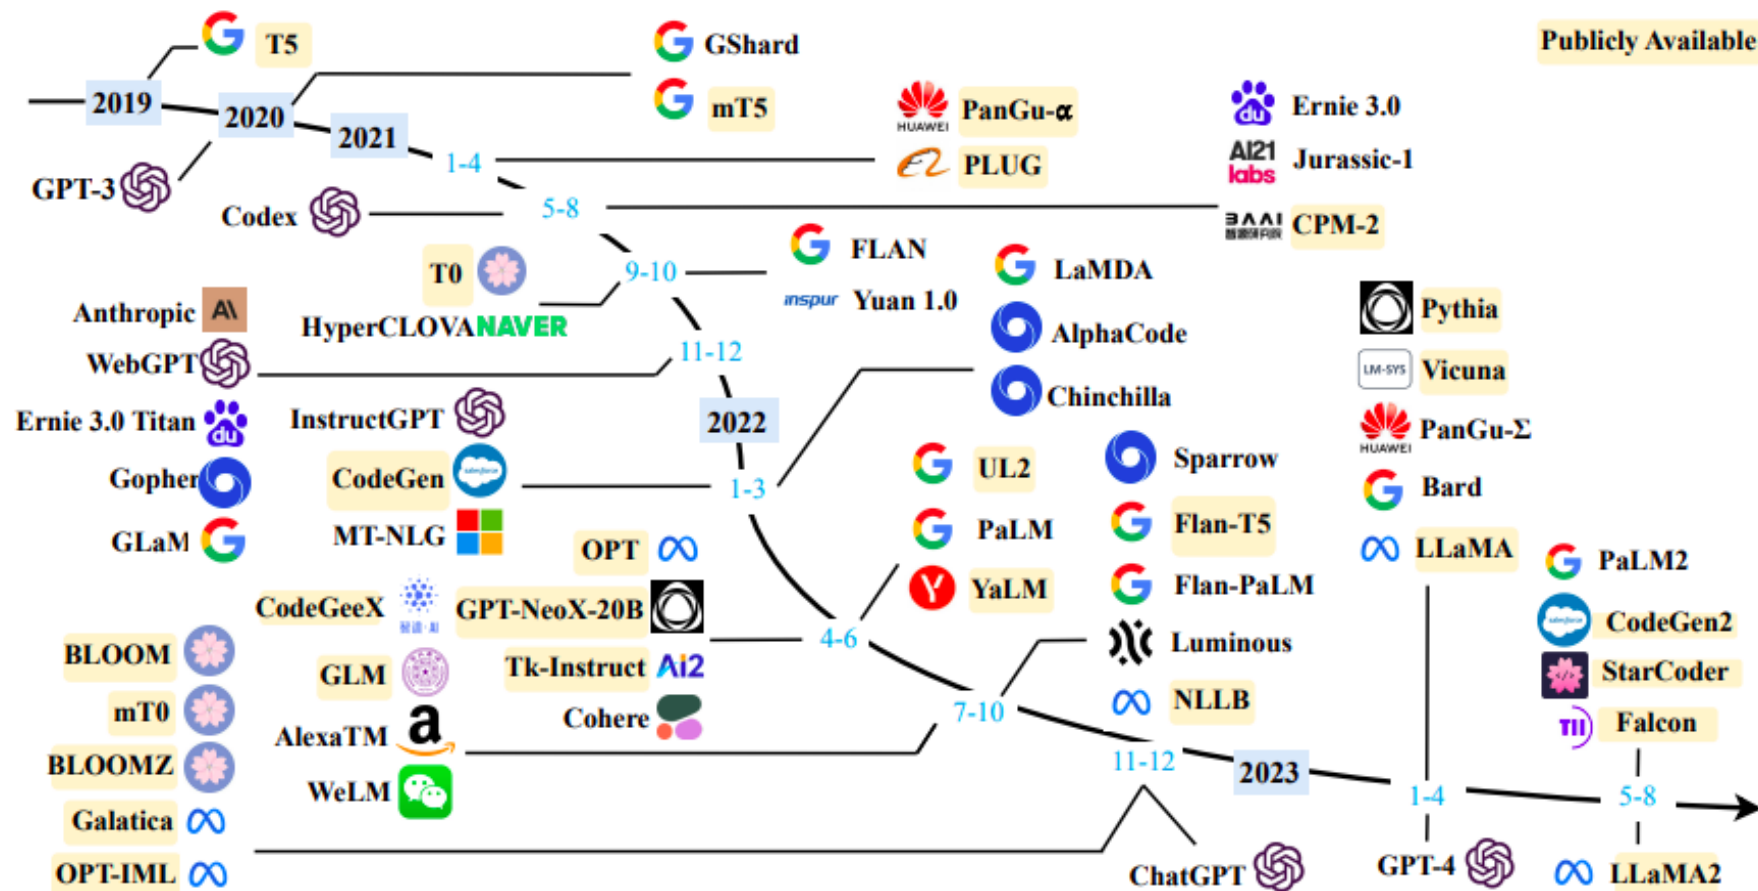 T5
GShard
Publicly Available
2019
mT5
2020
2021
PanGu-α
HUAWEI
Ernie 3.0
du
1-4
PLUG
AI21 labs
Jurassic-1
GPT-3
Codex
5-8
BAAI
CPM-2
T0
9-10
FLAN
LaMDA
Anthropic
HyperCLOVA NAVER
inspur
Yuan 1.0
AlphaCode
Pythia
WebGPT
11-12
LM-SYS
Vicuna
Ernie 3.0 Titan
du
InstructGPT
2022
Chinchilla
HUAWEI
PanGu-Σ
Gopher
CodeGen
salesforce
1-3
UL2
Sparrow
Bard
GLaM
MT-NLG
OPT
PaLM
Flan-T5
LLaMA
PaLM2
CodeGeeX
GPT-NeoX-20B
YaLM
Flan-PaLM
CodeGen2
BLOOM
GLM
Tk-Instruct
Ai2
4-6
Luminous
StarCoder
mT0
AlexaTM
a
Cohere
7-10
NLLB
TII
Falcon
BLOOMZ
WeLM
11-12
2023
1-4
5-8
Galatica
OPT-IML
ChatGPT
GPT-4
LLaMA2